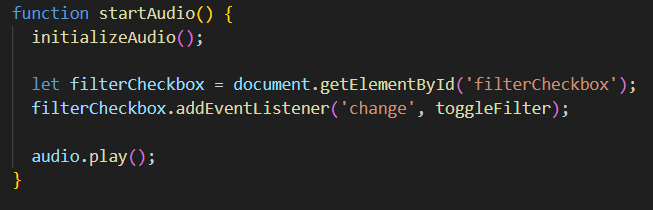 function startAudio() {
  initializeAudio();

  let filterCheckbox = document.getElementById('filterCheckbox');
  filterCheckbox.addEventListener('change', toggleFilter);

  audio.play();
}